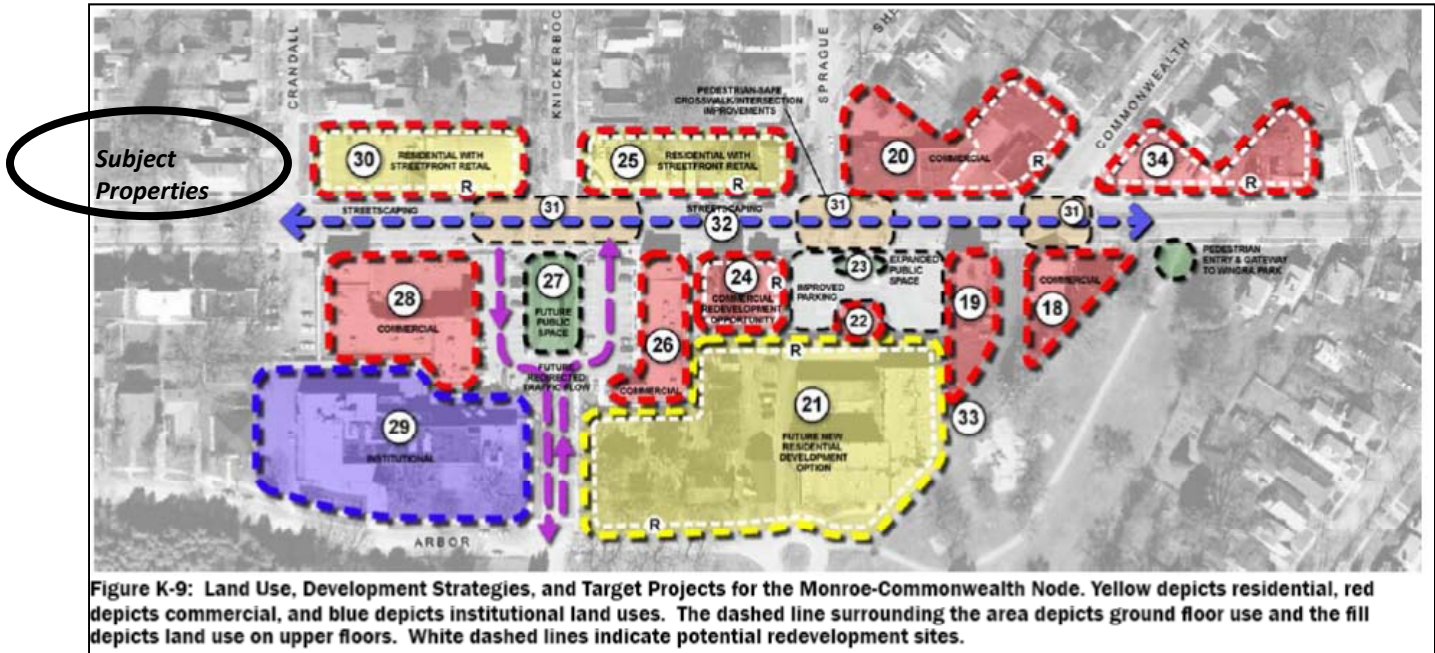 CRANDALL
KNICKERBOC
SPRAGUE
SHE
COMMONWEALTH
PEDESTRIAN-SAFE
CROSSWALK/INTERSECTION
IMPROVEMENTS
Subject
Properties
30
RESIDENTIAL WITH
STREETFRONT RETAIL
R
25
RESIDENTIAL WITH
STREETFRONT RETAIL
R
20
COMMERCIAL
R
34
R
STREETSCAPING
31
STREETSCAPING
32
31
31
PEDESTRIAN
ENTRY & GATEWAY
TO WINGRA PARK
28
COMMERCIAL
27
FUTURE
PUBLIC
SPACE
26
COMMERCIAL
24
R
COMMERCIAL
REDEVELOPMENT
OPPORTUNITY
23
EXPANDED
PUBLIC
SPACE
IMPROVED
PARKING
22
19
COMMERCIAL
18
FUTURE
REDIRECTED
TRAFFIC FLOW
29
INSTITUTIONAL
R
21
FUTURE NEW
RESIDENTIAL
DEVELOPMENT
OPTION
R
33
ARBOR
Figure K-9: Land Use, Development Strategies, and Target Projects for the Monroe-Commonwealth Node. Yellow depicts residential, red
depicts commercial, and blue depicts institutional land uses. The dashed line surrounding the area depicts ground floor use and the fill
depicts land use on upper floors. White dashed lines indicate potential redevelopment sites.